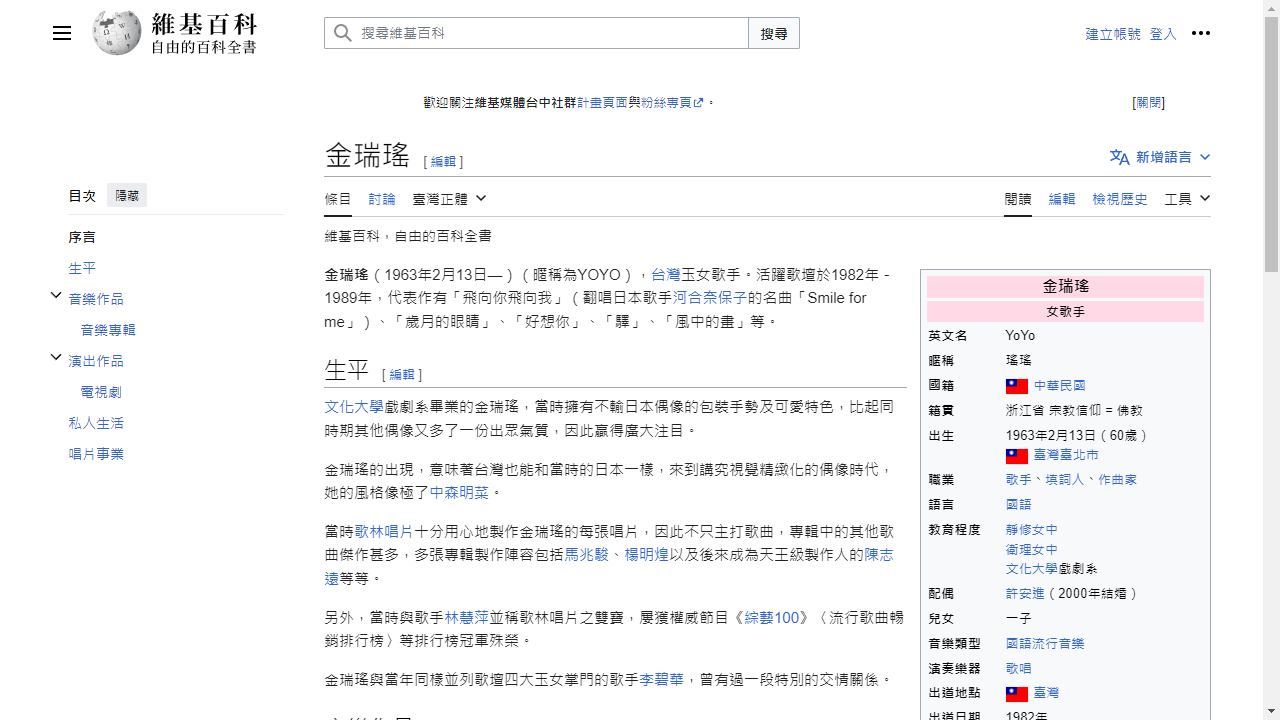 維基百科
自由的百科全書
搜尋維基百科
搜尋
建立帳號 登入
歡迎關注維基媒體台中社群計畫頁面與粉絲專頁。
[關閉]
金瑞瑤 [編輯]
新增語言
目次 隱藏
序言
生平
音樂作品
音樂專輯
演出作品
電視劇
私人生活
唱片事業
條目 討論 臺灣正體
閱讀 編輯 檢視歷史 工具
維基百科，自由的百科全書
金瑞瑤（1963年2月13日—）（暱稱為YOYO），台灣玉女歌手。活躍歌壇於1982年－
1989年，代表作有「飛向你飛向我」（翻唱日本歌手河合奈保子的名曲「Smile for
me」）、「歲月的眼睛」、「好想你」、「驛」、「風中的畫」等。
生平 [編輯]
文化大學戲劇系畢業的金瑞瑤，當時擁有不輸日本偶像的包裝手勢及可愛特色，比起同
時期其他偶像又多了一份出眾氣質，因此贏得廣大注目。
金瑞瑤的出現，意味著台灣也能和當時的日本一樣，來到講究視覺精緻化的偶像時代，
她的風格像極了中森明菜。
當時歌林唱片十分用心地製作金瑞瑤的每張唱片，因此不只主打歌曲，專輯中的其他歌
曲傑作甚多，多張專輯製作陣容包括馬兆駿、楊明煌以及後來成為天王級製作人的陳志
遠等等。
另外，當時與歌手林慧萍並稱歌林唱片之雙寶，屢獲權威節目《綜藝100》〈流行歌曲暢
銷排行榜〉等排行榜冠軍殊榮。
金瑞瑤與當年同樣並列歌壇四大玉女掌門的歌手李碧華，曾有過一段特別的交情關係。
金瑞瑤
女歌手
英文名 YoYo
暱稱 瑤瑤
國籍 中華民國
籍貫 浙江省 宗教信仰 = 佛教
出生 1963年2月13日（60歲）
臺灣臺北市
職業 歌手、填詞人、作曲家
語言 國語
教育程度 靜修女中
衛理女中
文化大學戲劇系
配偶 許安進（2000年結婚）
兒女 一子
音樂類型 國語流行音樂
演奏樂器 歌唱
出道地點 臺灣
出道日期 1982年